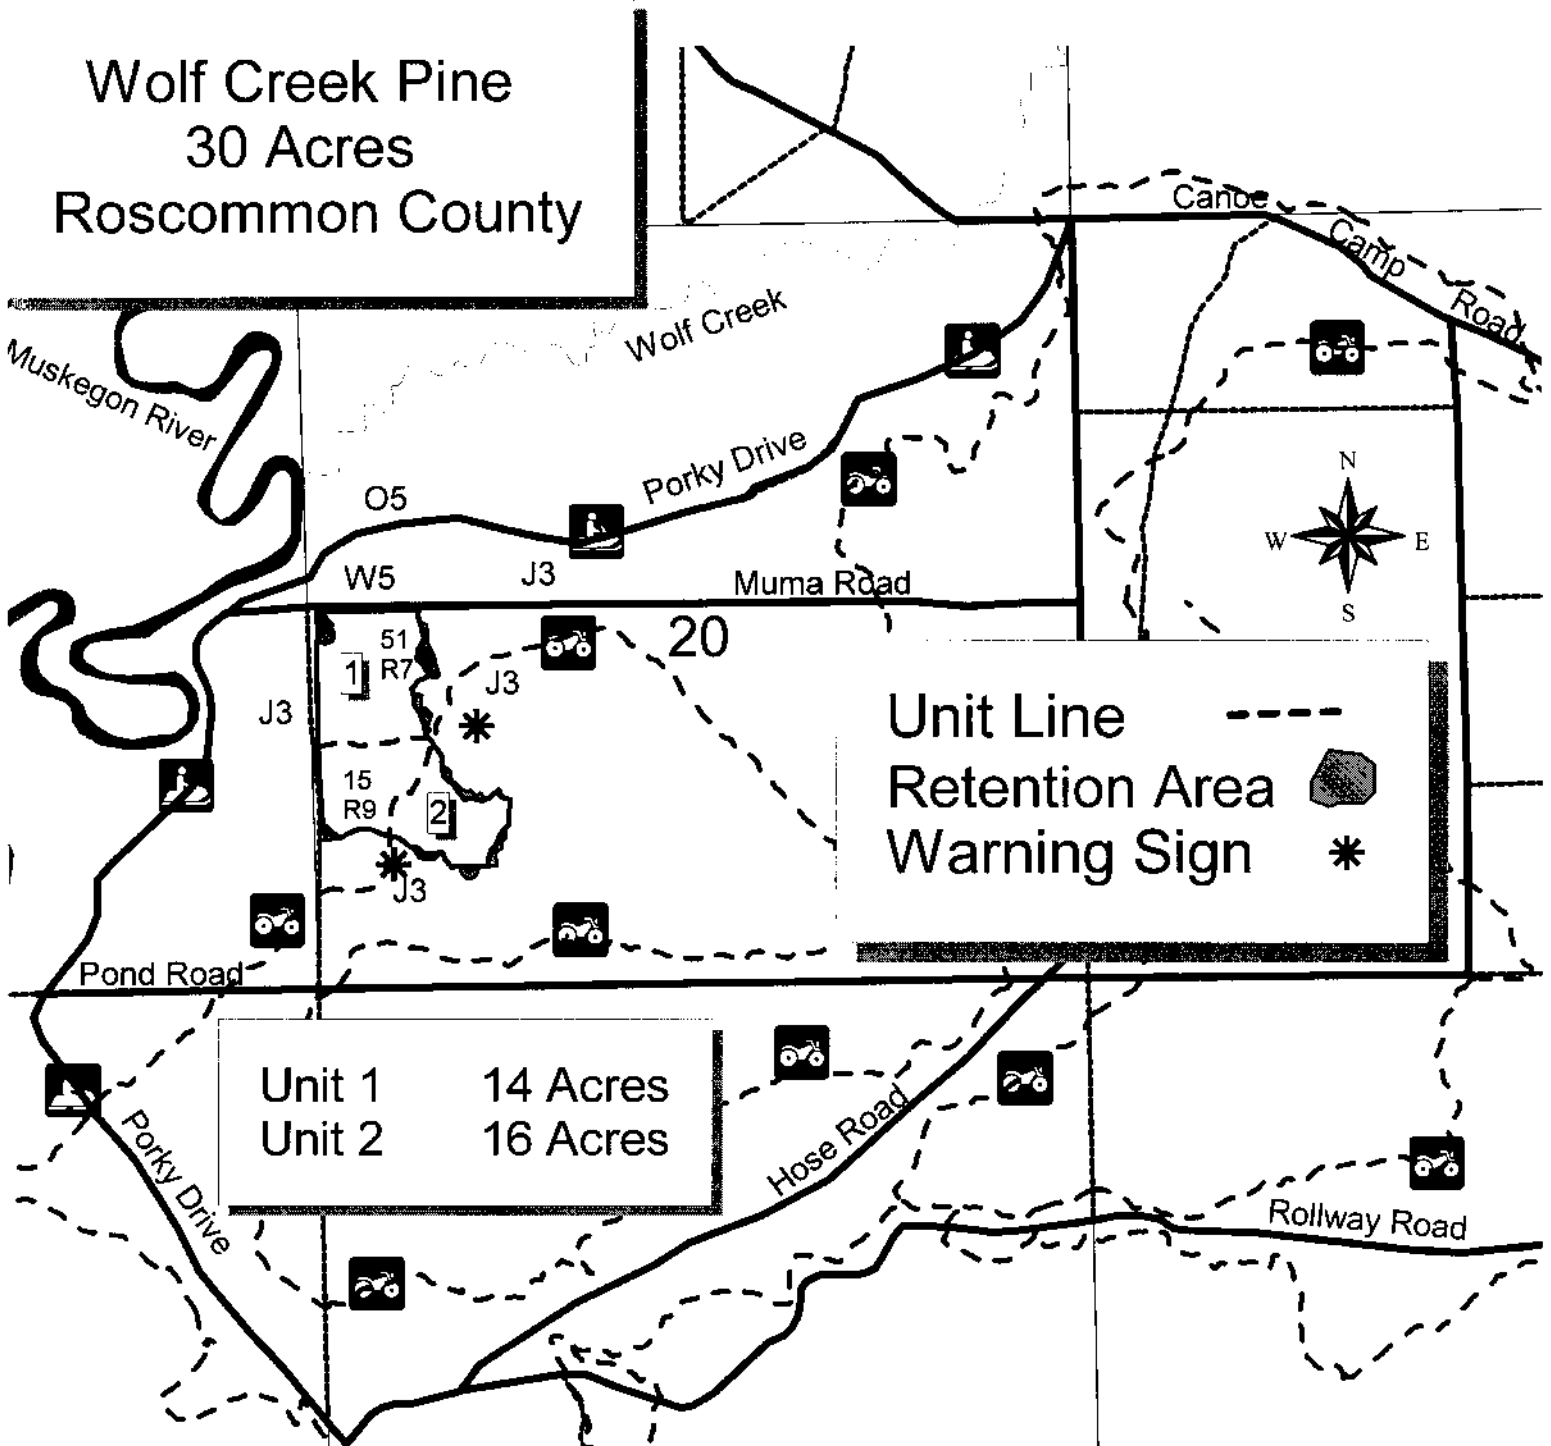 Wolf Creek Pine
30 Acres
Roscommon County
Canoe
Camp
Road
Wolf Creek
Muskegon River
Porky Drive
O5
N
W E
S
W5
J3
Muma Road
20
51
R7
1
J3
J3
15
R9
2
J3
Unit Line
Retention Area
Warning Sign
Pond Road
Unit 1 14 Acres
Unit 2 16 Acres
Porky Drive
Hose Road
Rollway Road